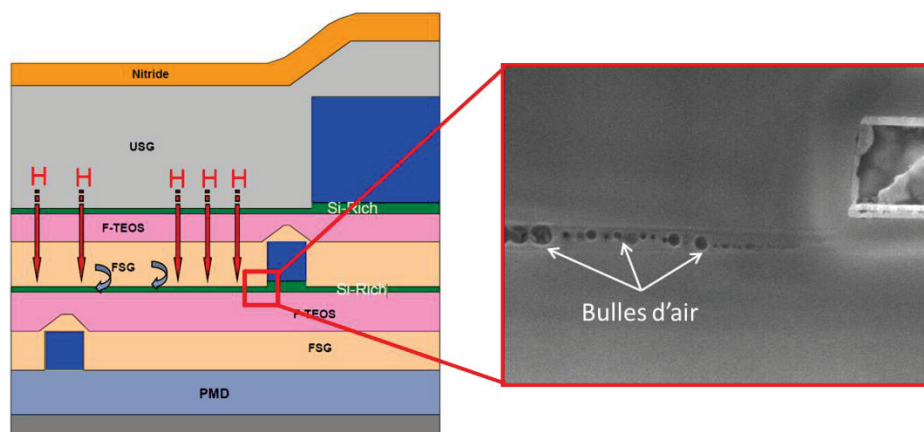 Nitride
USG
H H H H H
Si-Rich
F-TEOS
FSG
Si-Rich
F-TEOS
FSG
PMD
Bulles d'air